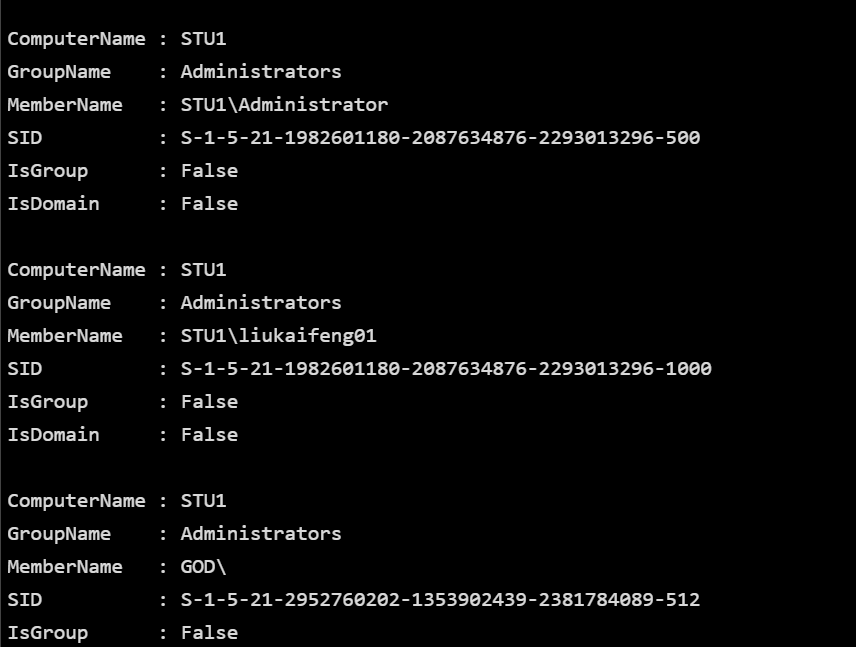 ComputerName : STU1
GroupName    : Administrators
MemberName   : STU1\Administrator
SID          : S-1-5-21-1982601180-2087634876-2293013296-500
IsGroup      : False
IsDomain     : False

ComputerName : STU1
GroupName    : Administrators
MemberName   : STU1\liukaifeng01
SID          : S-1-5-21-1982601180-2087634876-2293013296-1000
IsGroup      : False
IsDomain     : False

ComputerName : STU1
GroupName    : Administrators
MemberName   : GOD\
SID          : S-1-5-21-2952760202-1353902439-2381784089-512
IsGroup      : False